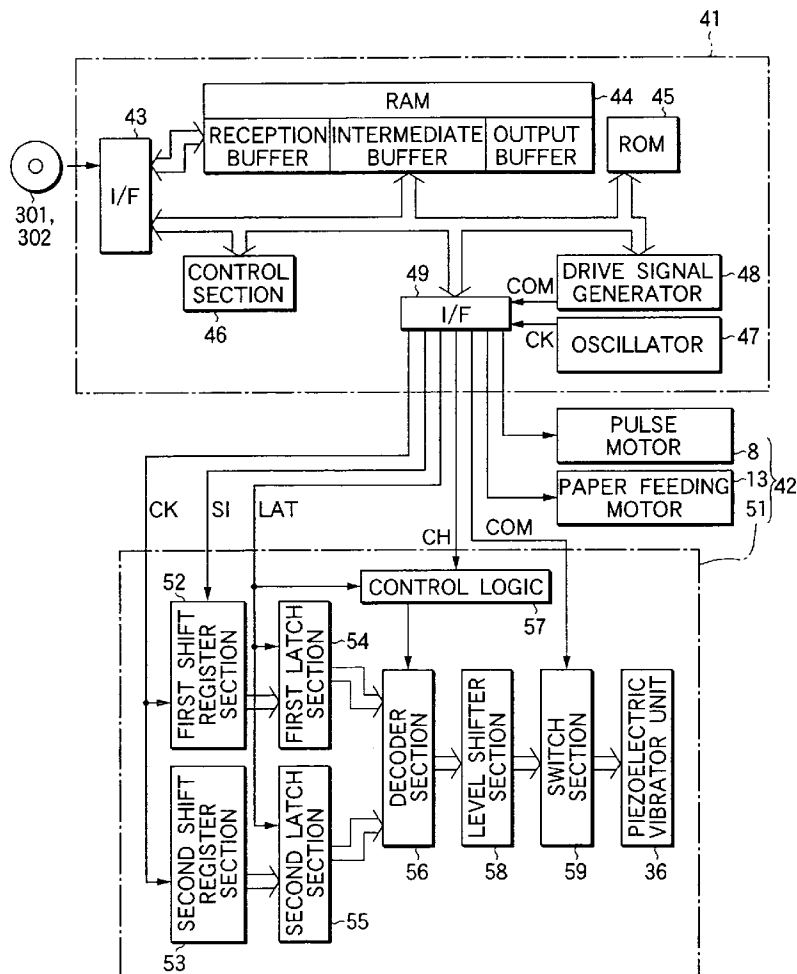 41
RAM
44
45
43
RECEPTION
BUFFER
INTERMEDIATE
BUFFER
OUTPUT
BUFFER
ROM
I/F
301,
302
CONTROL
SECTION
46
49
I/F
COM
DRIVE SIGNAL
GENERATOR
48
CK
OSCILLATOR
47
PULSE
MOTOR
8
PAPER FEEDING
MOTOR
13
42
51
CK
SI
LAT
CH
COM
CONTROL LOGIC
57
52
FIRST SHIFT
REGISTER
SECTION
54
FIRST LATCH
SECTION
DECODER
SECTION
56
LEVEL SHIFTER
SECTION
58
SWITCH
SECTION
59
PIEZOELECTRIC
VIBRATOR UNIT
36
SECOND SHIFT
REGISTER
SECTION
53
SECOND LATCH
SECTION
55